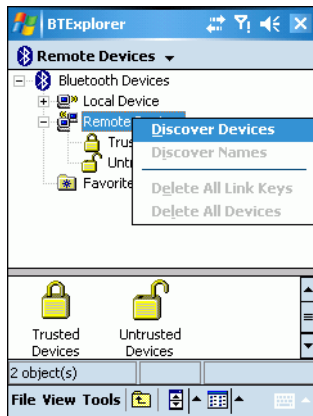 BTExplorer
Remote Devices
Bluetooth Devices
Local Device
Remote
Discover Devices
Trus
Discover Names
Unt
Favorite
Delete All Link Keys
Delete All Devices
Trusted Devices
Untrusted Devices
2 object(s)
File View Tools